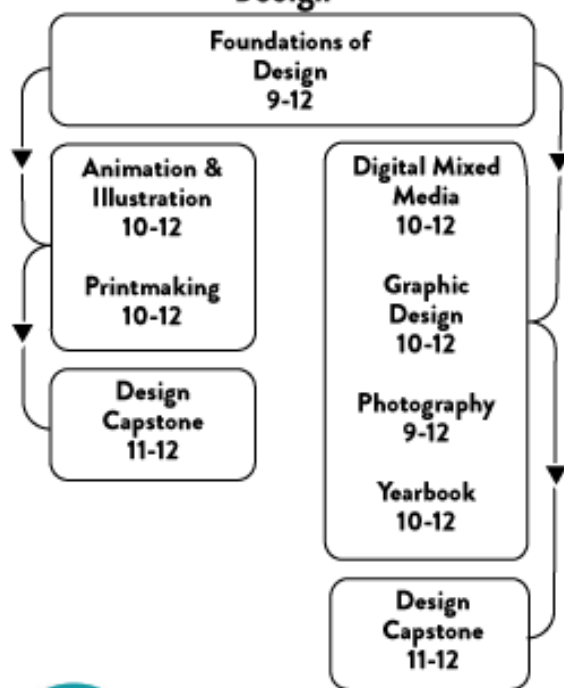 Design
Foundations of
Design
9-12
Animation &
Illustration
10-12
Printmaking
10-12
Design
Capstone
11-12
Digital Mixed
Media
10-12
Graphic
Design
10-12
Photography
9-12
Yearbook
10-12
Design
Capstone
11-12